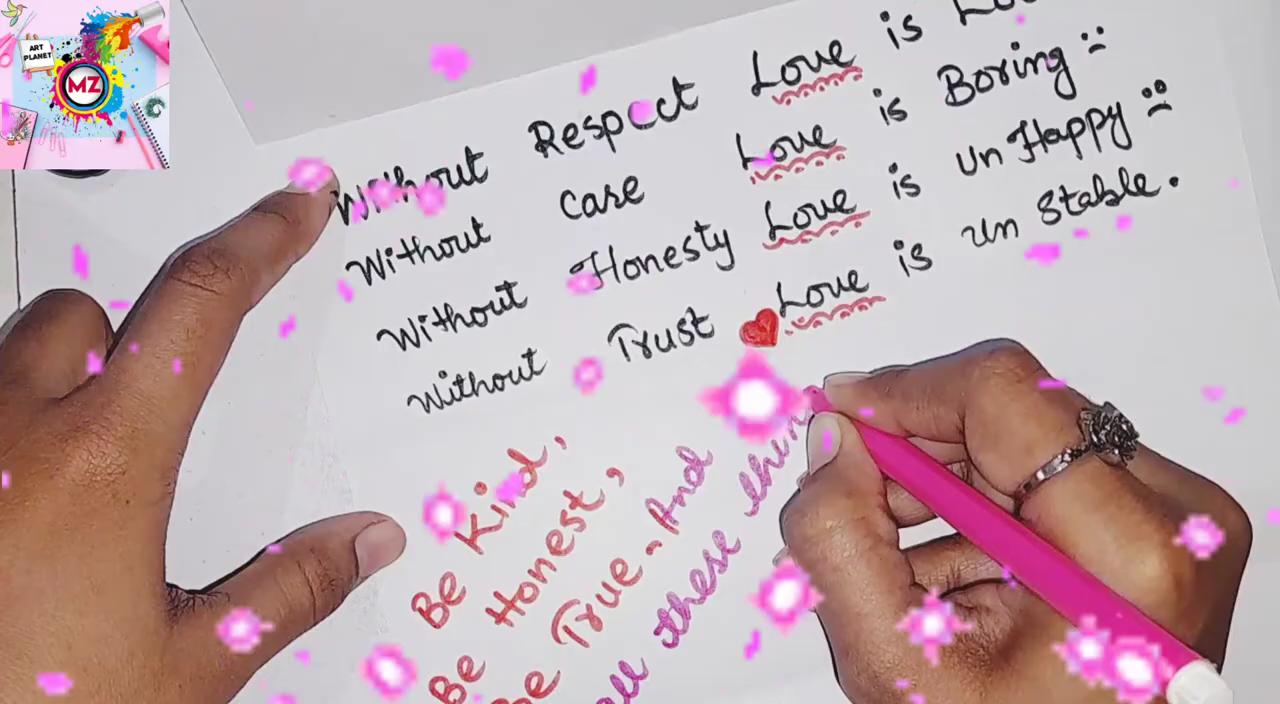 ART
PLANET
MZ
Without Respect Love is
Without Care Love is Boring
Without Honesty Love is unHappy
Without Trust Love is Un Stable.
Be Kind,
Be Honest,
Be True - And
these thin